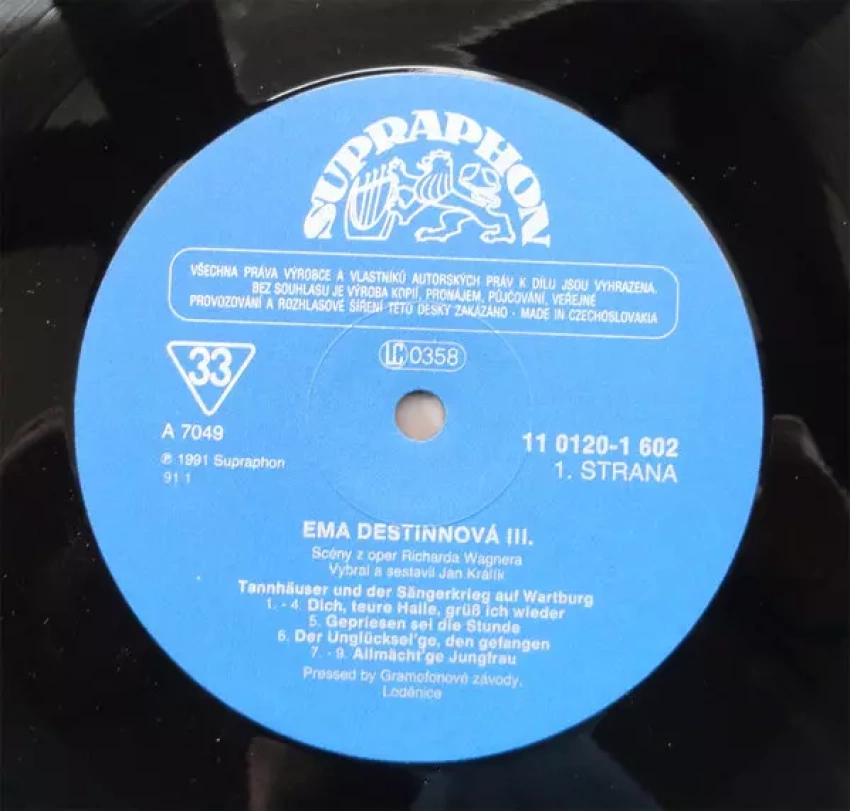 SUPRAPHON
VŠECHNA PRÁVA VÝROBCE A VLASTNÍKŮ AUTORSKÝCH PRÁV K DÍLU JSOU VYHRAZENA.
BEZ SOUHLASU JE VÝROBA KOPIÍ, PRONÁJEM, PŮJČOVÁNÍ, VEŘEJNÉ
PROVOZOVÁNÍ A ROZHLASOVÉ ŠÍŘENÍ TÉTO DESKY ZAKÁZÁNO · MADE IN CZECHOSLOVAKIA
33
LC 0358
A 7049
11 0120-1 602
℗ 1991 Supraphon
1. STRANA
91 1
EMA DESTINNOVÁ III.
Scény z oper Richarda Wagnera
Vybral a sestavil Jan Králík
Tannhäuser und der Sängerkrieg auf Wartburg
1. - 4. Dich, teure Halle, grüß ich wieder
5. Gepriesen sei die Stunde
6. Der Unglücksel'ge, den gefangen
7. - 9. Allmächt'ge Jungfrau
Pressed by Gramofonové závody,
Loděnice